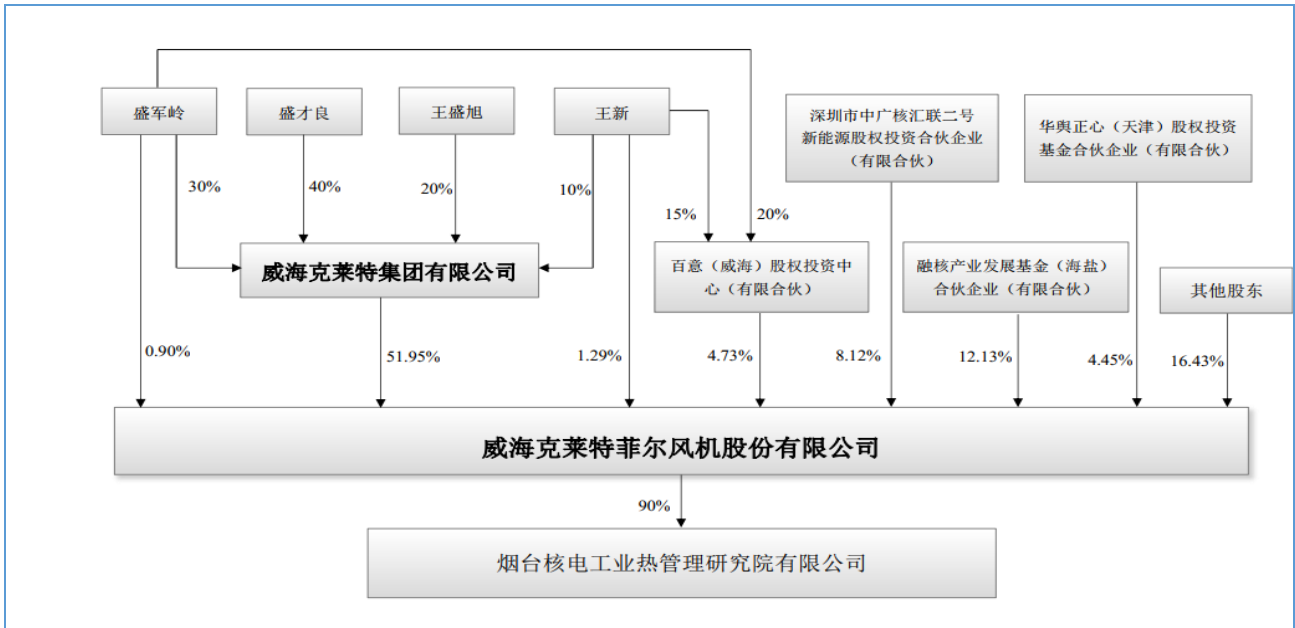 盛军岭
盛才良
王盛旭
王新
深圳市中广核汇联二号
新能源股权投资合伙企业
（有限合伙）
华舆正心（天津）股权投资
基金合伙企业（有限合伙）
30%
40%
20%
10%
15%
20%
威海克莱特集团有限公司
百意（威海）股权投资中
心（有限合伙）
融核产业发展基金（海盐）
合伙企业（有限合伙）
其他股东
0.90%
51.95%
1.29%
4.73%
8.12%
12.13%
4.45%
16.43%
威海克莱特菲尔风机股份有限公司
90%
烟台核电工业热管理研究院有限公司